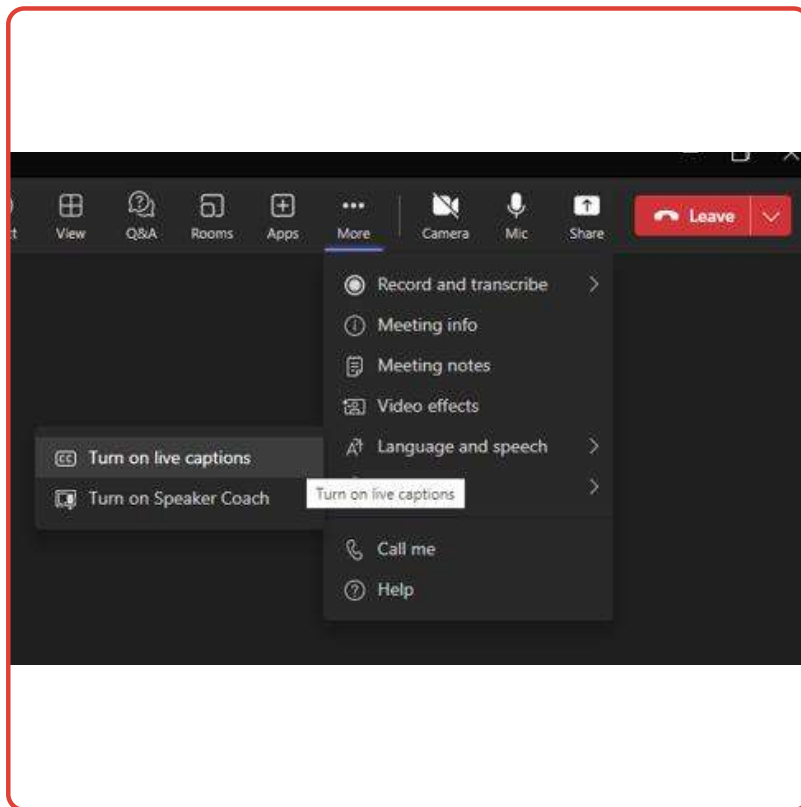 View Q&A Rooms Apps More Camera Mic Share Leave
Record and transcribe
Meeting info
Meeting notes
Video effects
Language and speech
Turn on live captions
Turn on Speaker Coach
Turn on live captions
Call me
Help